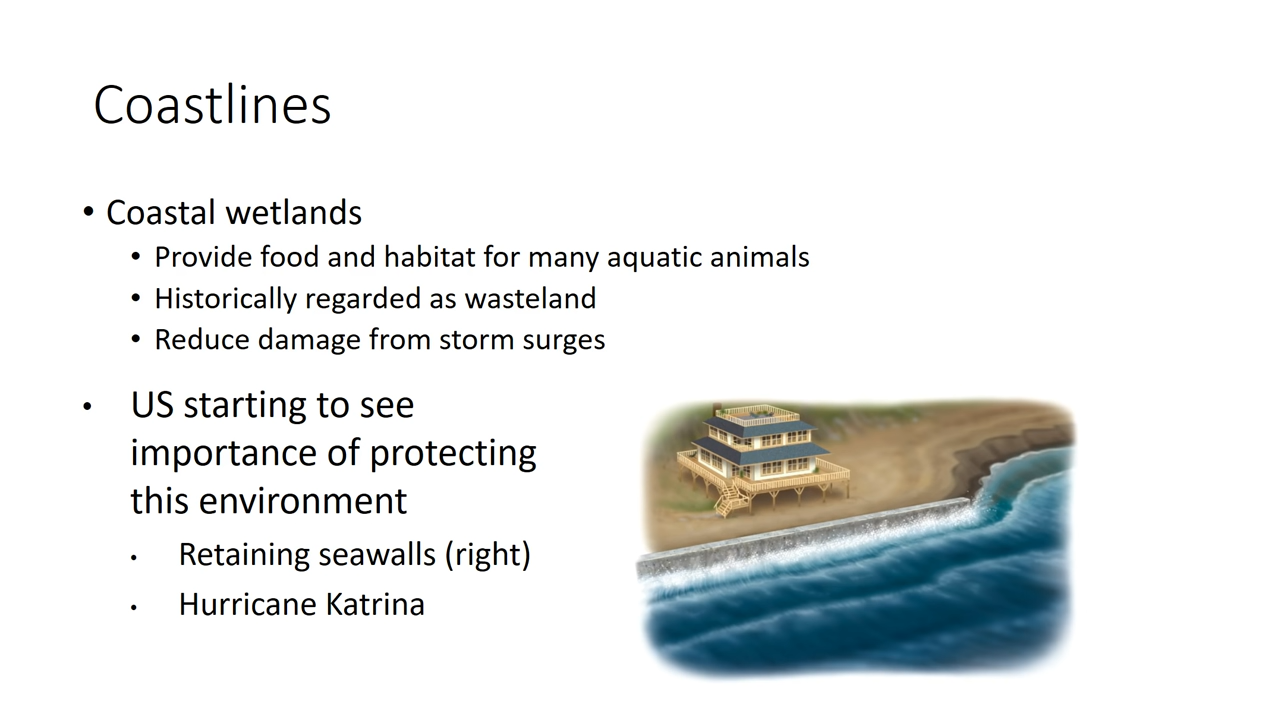 Coastlines
• Coastal wetlands
• Provide food and habitat for many aquatic animals
• Historically regarded as wasteland
• Reduce damage from storm surges
• US starting to see
importance of protecting
this environment
• Retaining seawalls (right)
• Hurricane Katrina